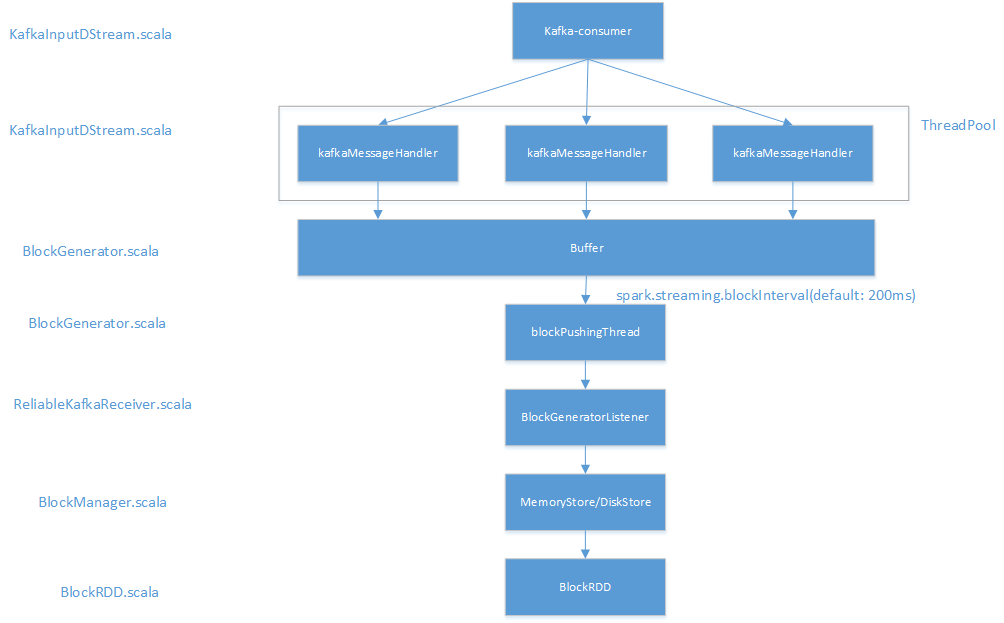 KafkaInputDStream.scala
Kafka-consumer
KafkaInputDStream.scala
ThreadPool
kafkaMessageHandler
kafkaMessageHandler
kafkaMessageHandler
BlockGenerator.scala
Buffer
spark.streaming.blockInterval(default: 200ms)
BlockGenerator.scala
blockPushingThread
ReliableKafkaReceiver.scala
BlockGeneratorListener
BlockManager.scala
MemoryStore/DiskStore
BlockRDD.scala
BlockRDD